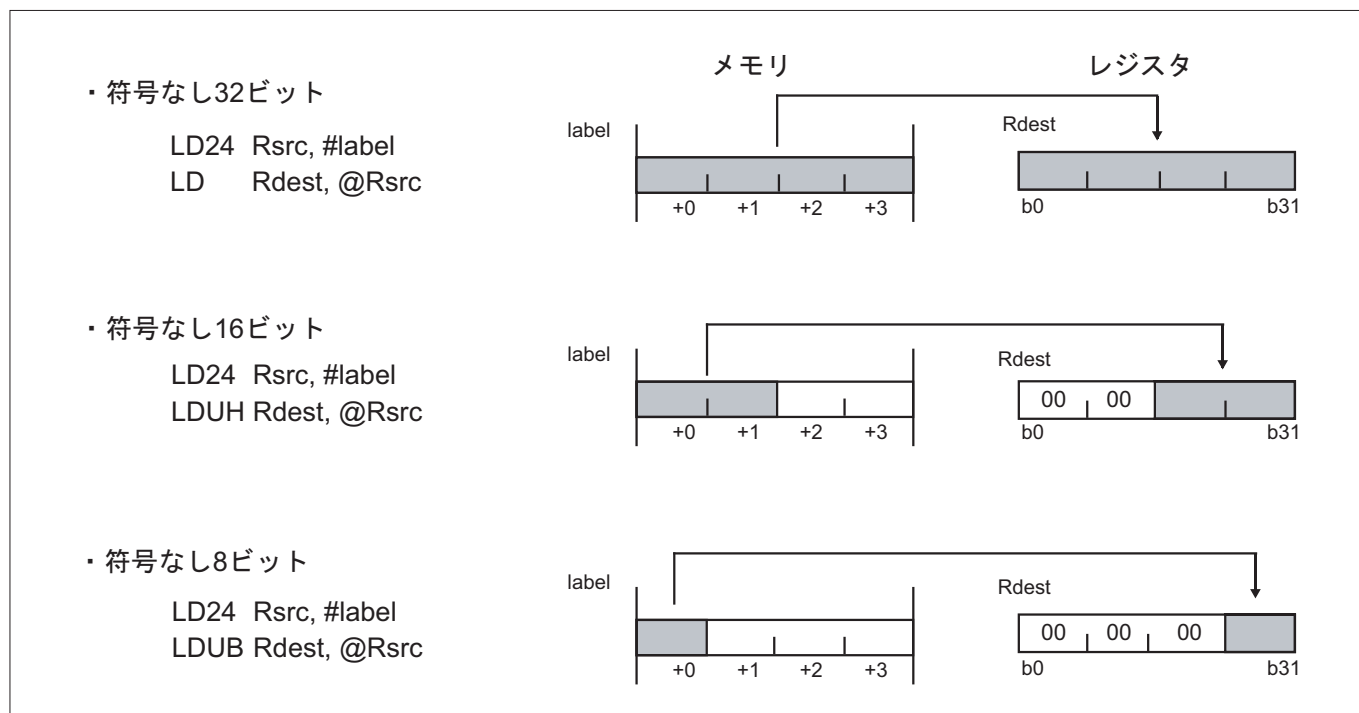 メモリ レジスタ
・符号なし32ビット
LD24 Rsrc, #label
LD Rdest, @Rsrc
label
+0 +1 +2 +3
Rdest
b0 b31
・符号なし16ビット
LD24 Rsrc, #label
LDUH Rdest, @Rsrc
label
+0 +1 +2 +3
Rdest
00 00
b0 b31
・符号なし8ビット
LD24 Rsrc, #label
LDUB Rdest, @Rsrc
label
+0 +1 +2 +3
Rdest
00 00 00
b0 b31